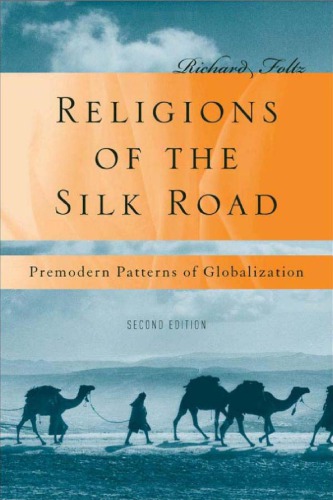 Richard Foltz
RELIGIONS
OF THE
SILK ROAD
Premodern Patterns of Globalization
SECOND EDITION